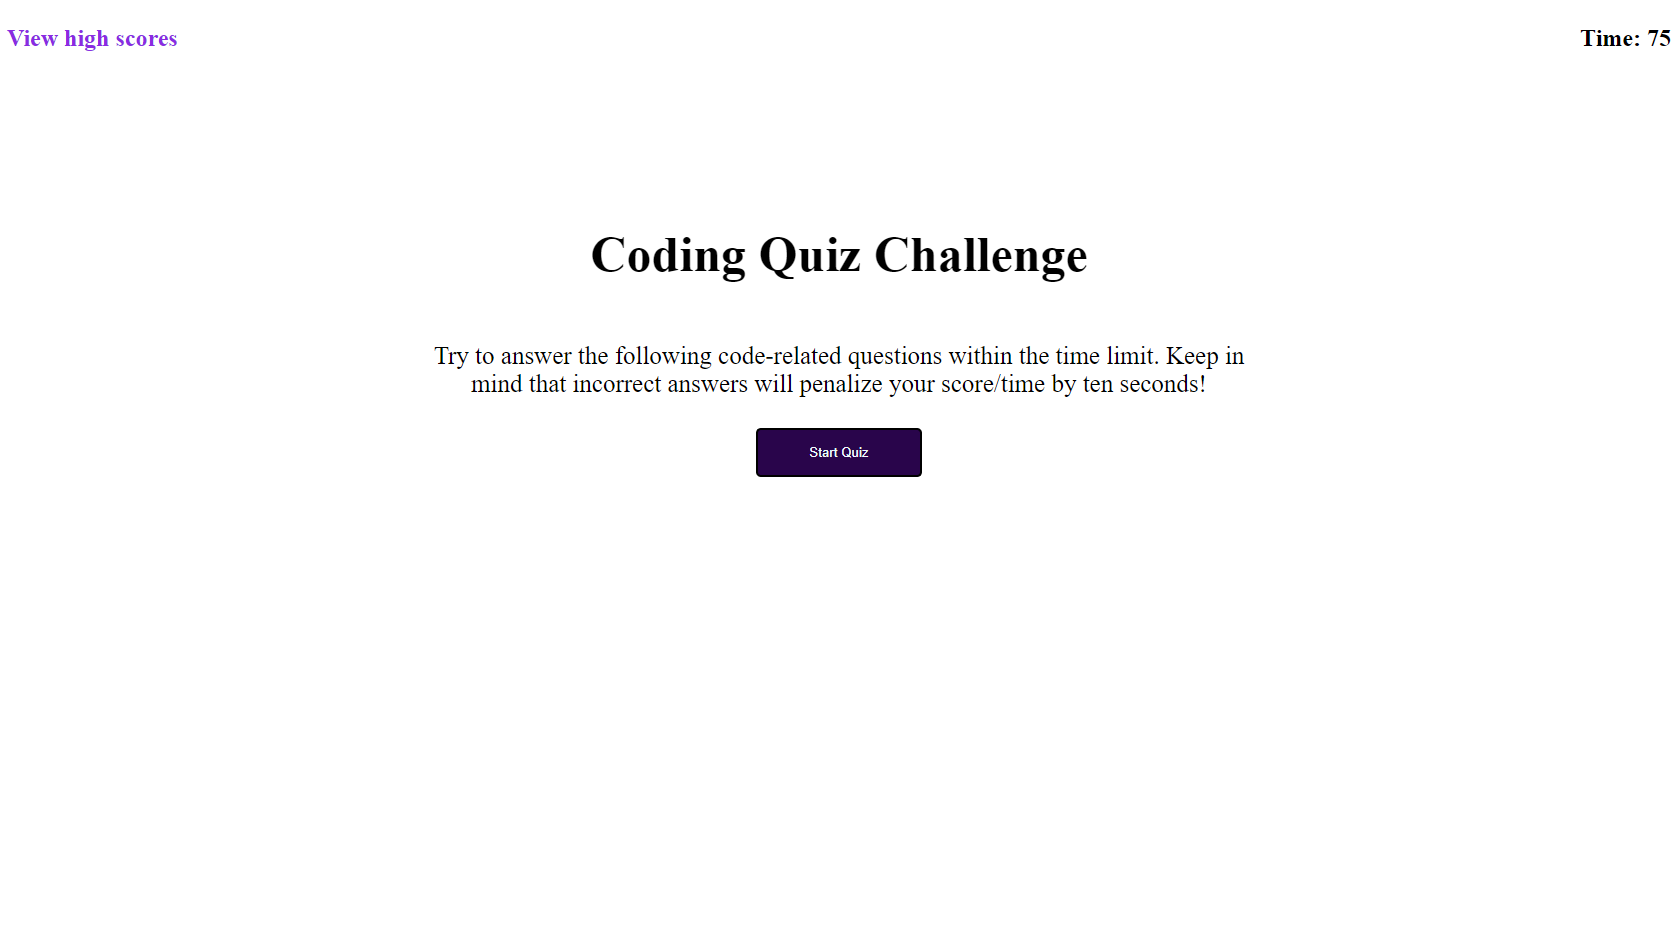 View high scores
Time: 75
Coding Quiz Challenge
Try to answer the following code-related questions within the time limit. Keep in
mind that incorrect answers will penalize your score/time by ten seconds!
Start Quiz